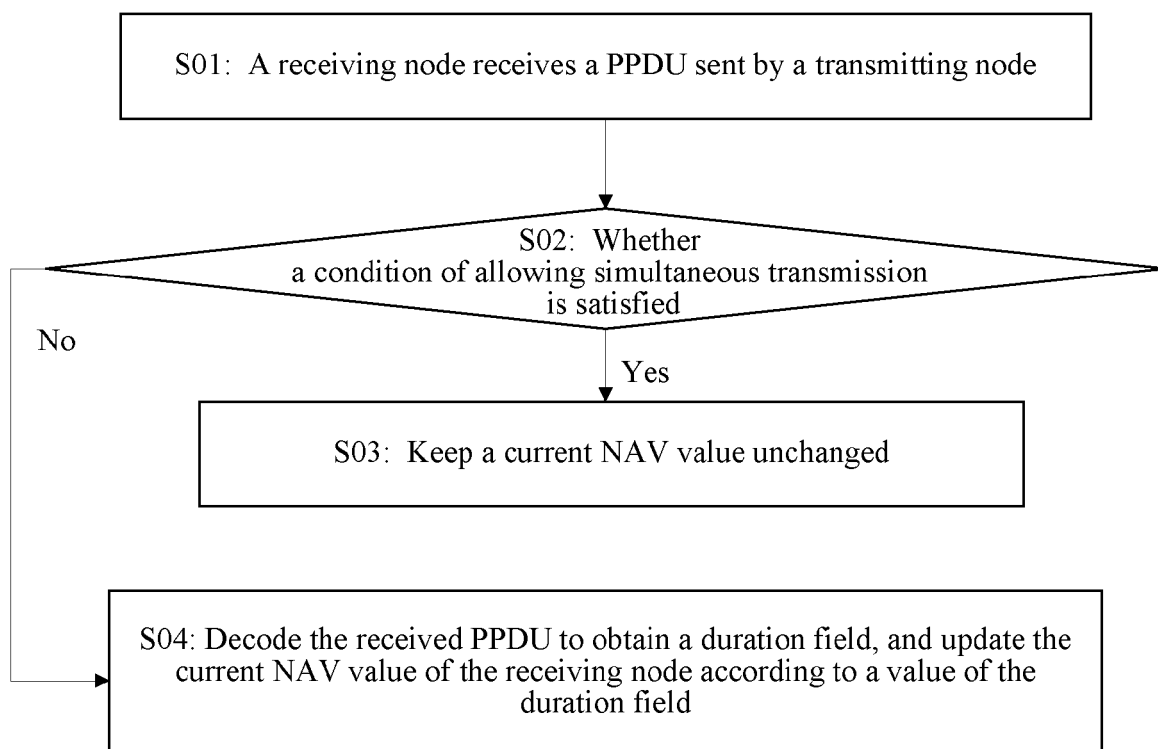 S01: A receiving node receives a PPDU sent by a transmitting node
S02: Whether
a condition of allowing simultaneous transmission
is satisfied
No
Yes
S03: Keep a current NAV value unchanged
S04: Decode the received PPDU to obtain a duration field, and update the
current NAV value of the receiving node according to a value of the
duration field